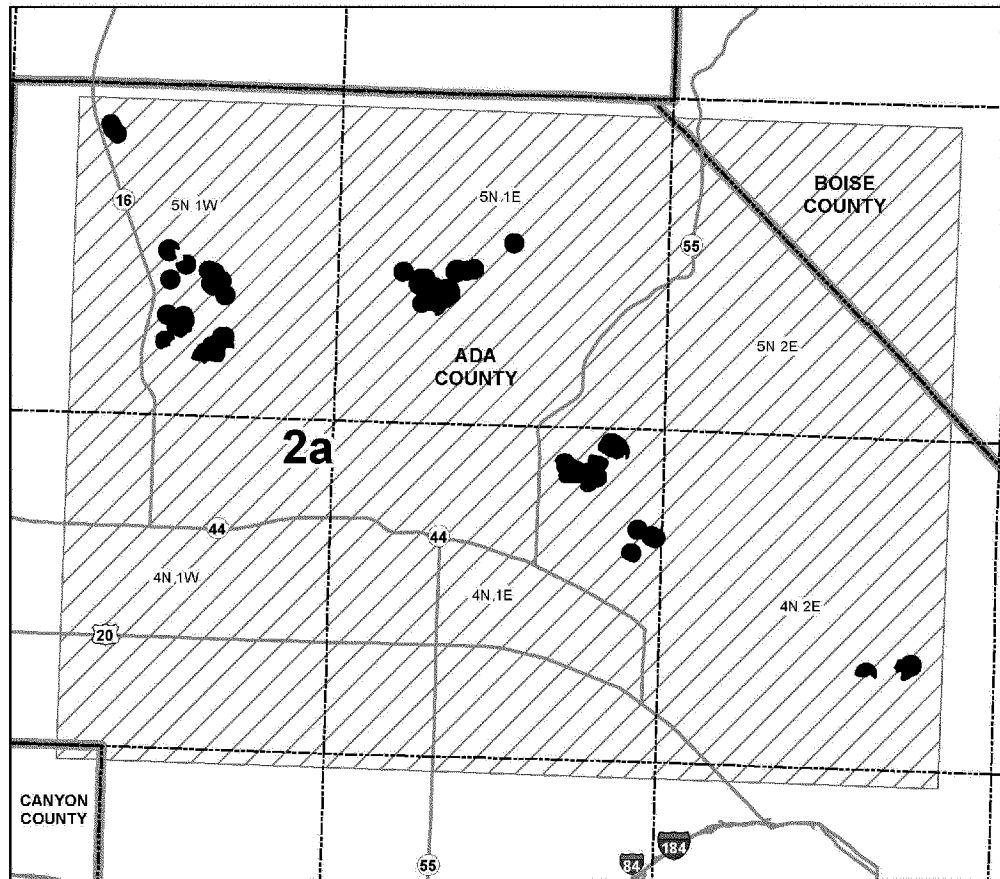 BOISE
COUNTY
16
5N 1W
5N 1E
55
5N 2E
ADA
COUNTY
2a
44
44
4N 1W
4N 1E
4N 2E
20
CANYON
COUNTY
55
84
184